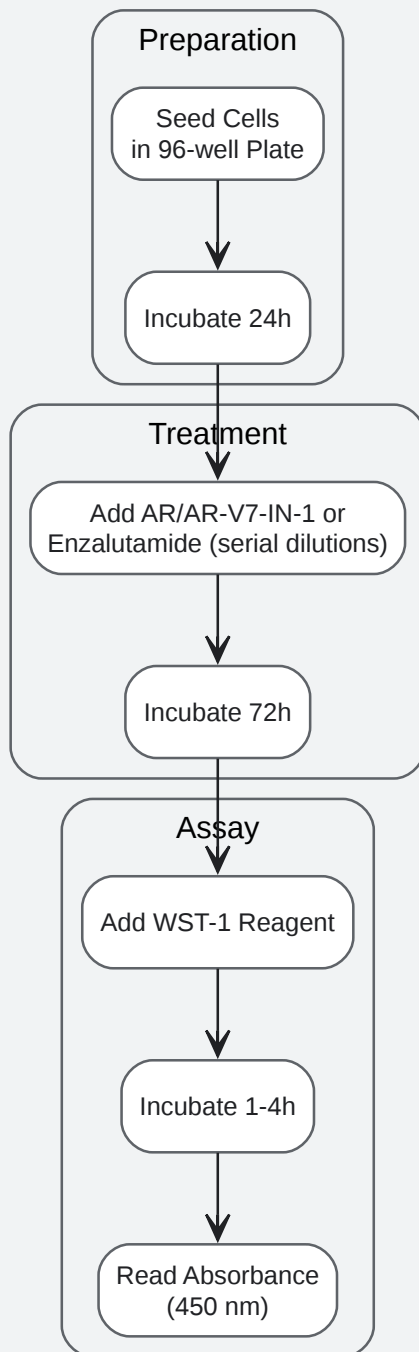 Preparation
Seed Cells
in 96-well Plate
Incubate 24h
Treatment
Add AR/AR-V7-IN-1 or
Enzalutamide (serial dilutions)
Incubate 72h
Assay
Add WST-1 Reagent
Incubate 1-4h
Read Absorbance
(450 nm)